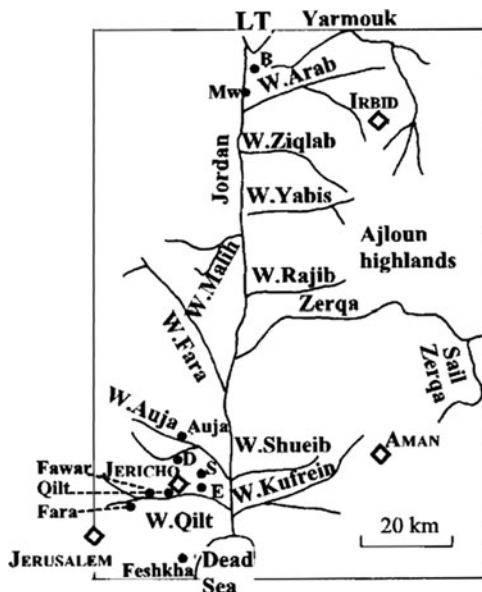 LT
Yarmouk
B
W.Arab
Mw
IRBID
Jordan
W.Ziqlab
W.Yabis
Ajloun
highlands
W.Malih
W.Rajib
Zerqa
W.Fara
Sail
Zerqa
W.Auja
Auja
W.Shueib
AMAN
D
Fawar
JERICHO
S
Qilt
E
W.Kufrein
Fara
W.Qilt
20 km
JERUSALEM
Feshkha
Dead
Sea